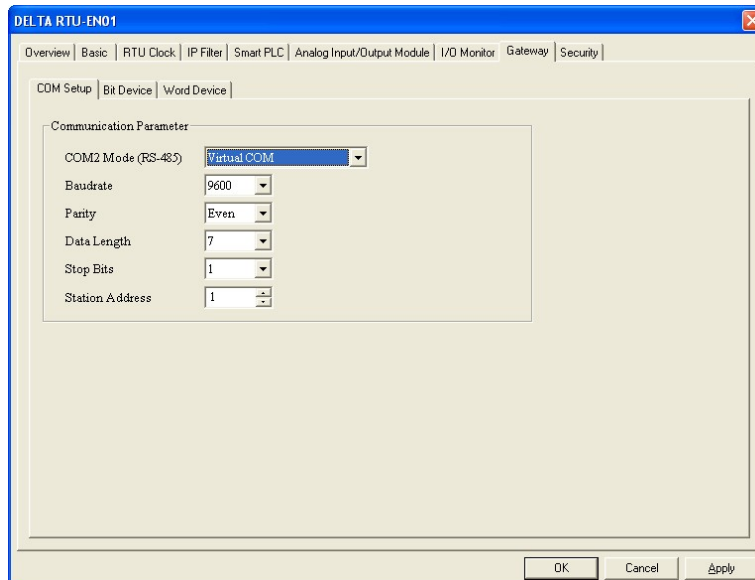 DELTA RTU-EN01
Overview Basic RTU Clock IP Filter Smart PLC Analog Input/Output Module I/O Monitor Gateway Security
COM Setup Bit Device Word Device
Communication Parameter
COM2 Mode (RS-485) Virtual COM
Baudrate 9600
Parity Even
Data Length 7
Stop Bits 1
Station Address 1
OK Cancel Apply